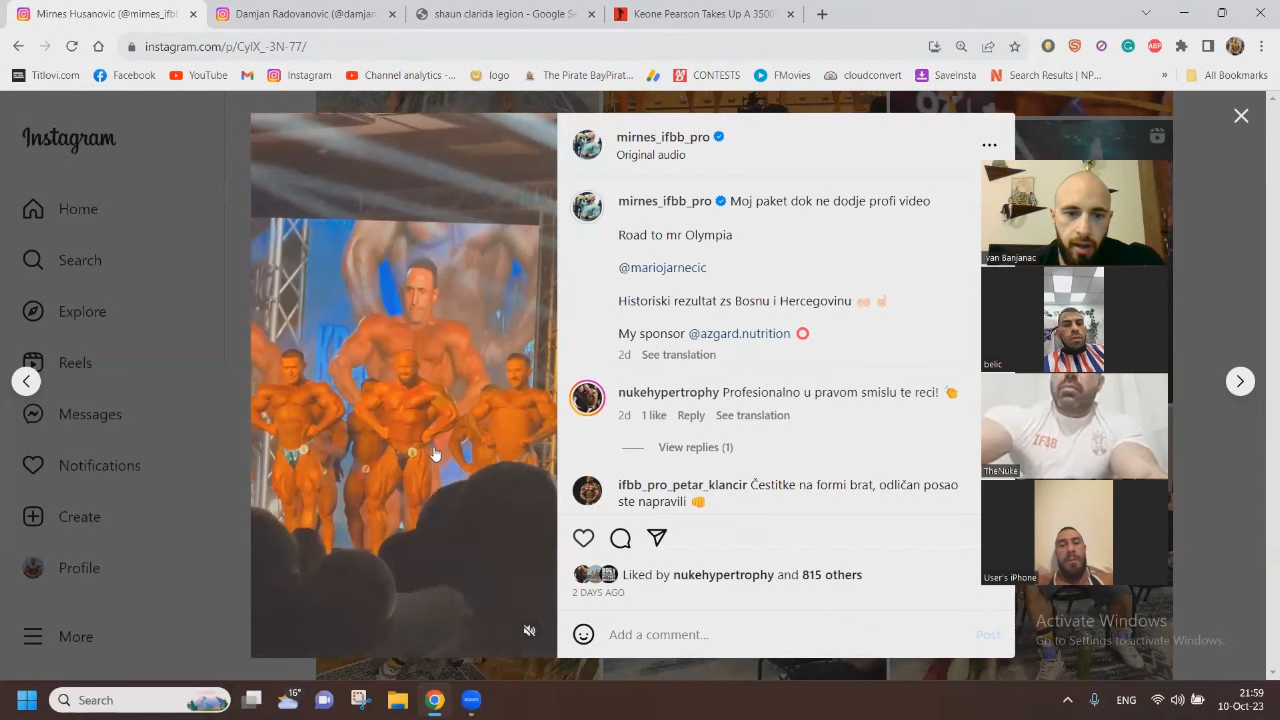 Mirnes Husanović (@mirnes_ifbb
Damjan Radovanović (@damjan
shaun clarida legion - Google Se
Keone Pearson Takes Up A 3500
instagram.com/p/CyIX_-3N-77/
ABP
Titlovi.com
Facebook
YouTube
Instagram
Channel analytics -...
logo
The Pirate BayPirat...
CONTESTS
FMovies
cloudconvert
SaveInsta
Search Results | NP...
»
All Bookmarks
Instagram
Home
Search
Explore
Reels
Messages
Notifications
Create
Profile
More
mirnes_ifbb_pro
Original audio
mirnes_ifbb_pro Moj paket dok ne dodje profi video
Road to mr Olympia
@mariojarnecic
Historiski rezultat zs Bosnu i Hercegovinu
My sponsor @azgard.nutrition
2d See translation
nukehypertrophy Profesionalno u pravom smislu te reci!
2d 1 like Reply See translation
View replies (1)
ifbb_pro_petar_klancir Čestitke na formi brat, odličan posao
ste napravili
Liked by nukehypertrophy and 815 others
2 DAYS AGO
Add a comment...
Post
Ivan Banjanac
belic
IFBB
TheNuke
User's iPhone
Activate Windows
Go to Settings to activate Windows.
Search
16°
zoom
ENG
21:59
10-Oct-23